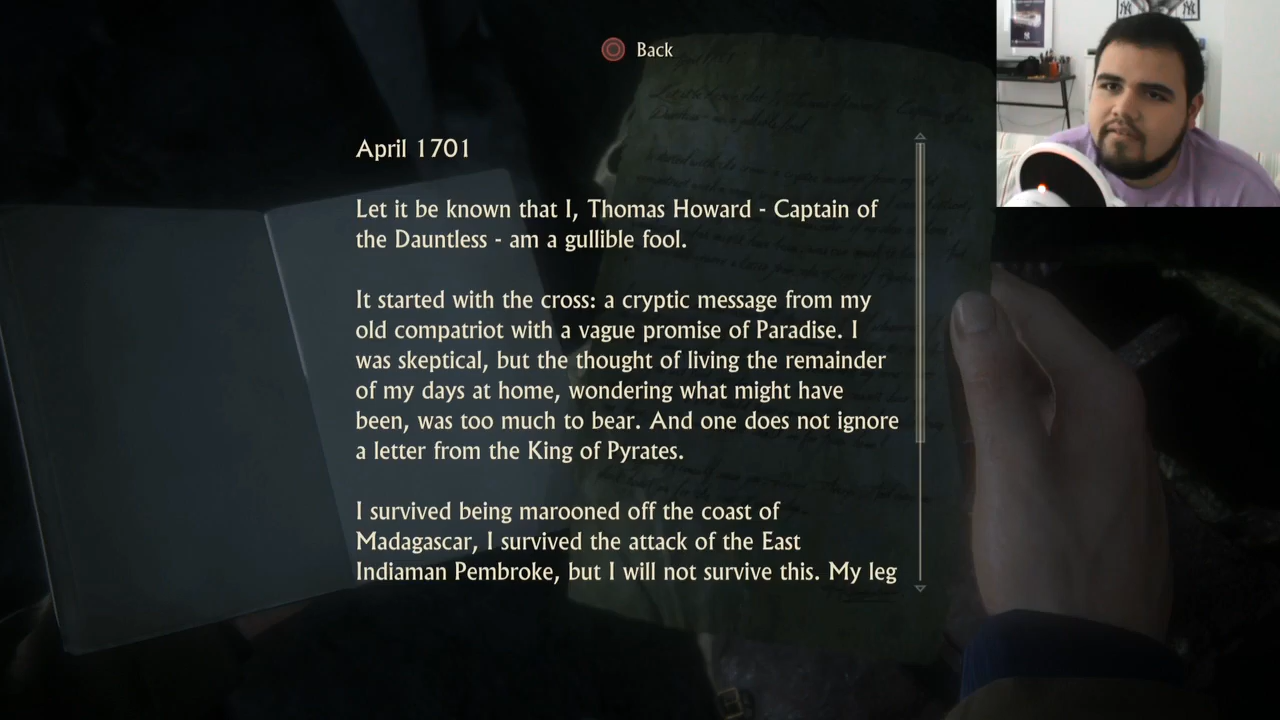 Back
April 1701
Let it be known that I, Thomas Howard - Captain of
the Dauntless - am a gullible fool.
It started with the cross: a cryptic message from my
old compatriot with a vague promise of Paradise. I
was skeptical, but the thought of living the remainder
of my days at home, wondering what might have
been, was too much to bear. And one does not ignore
a letter from the King of Pyrates.
I survived being marooned off the coast of
Madagascar, I survived the attack of the East
Indiaman Pembroke, but I will not survive this. My leg